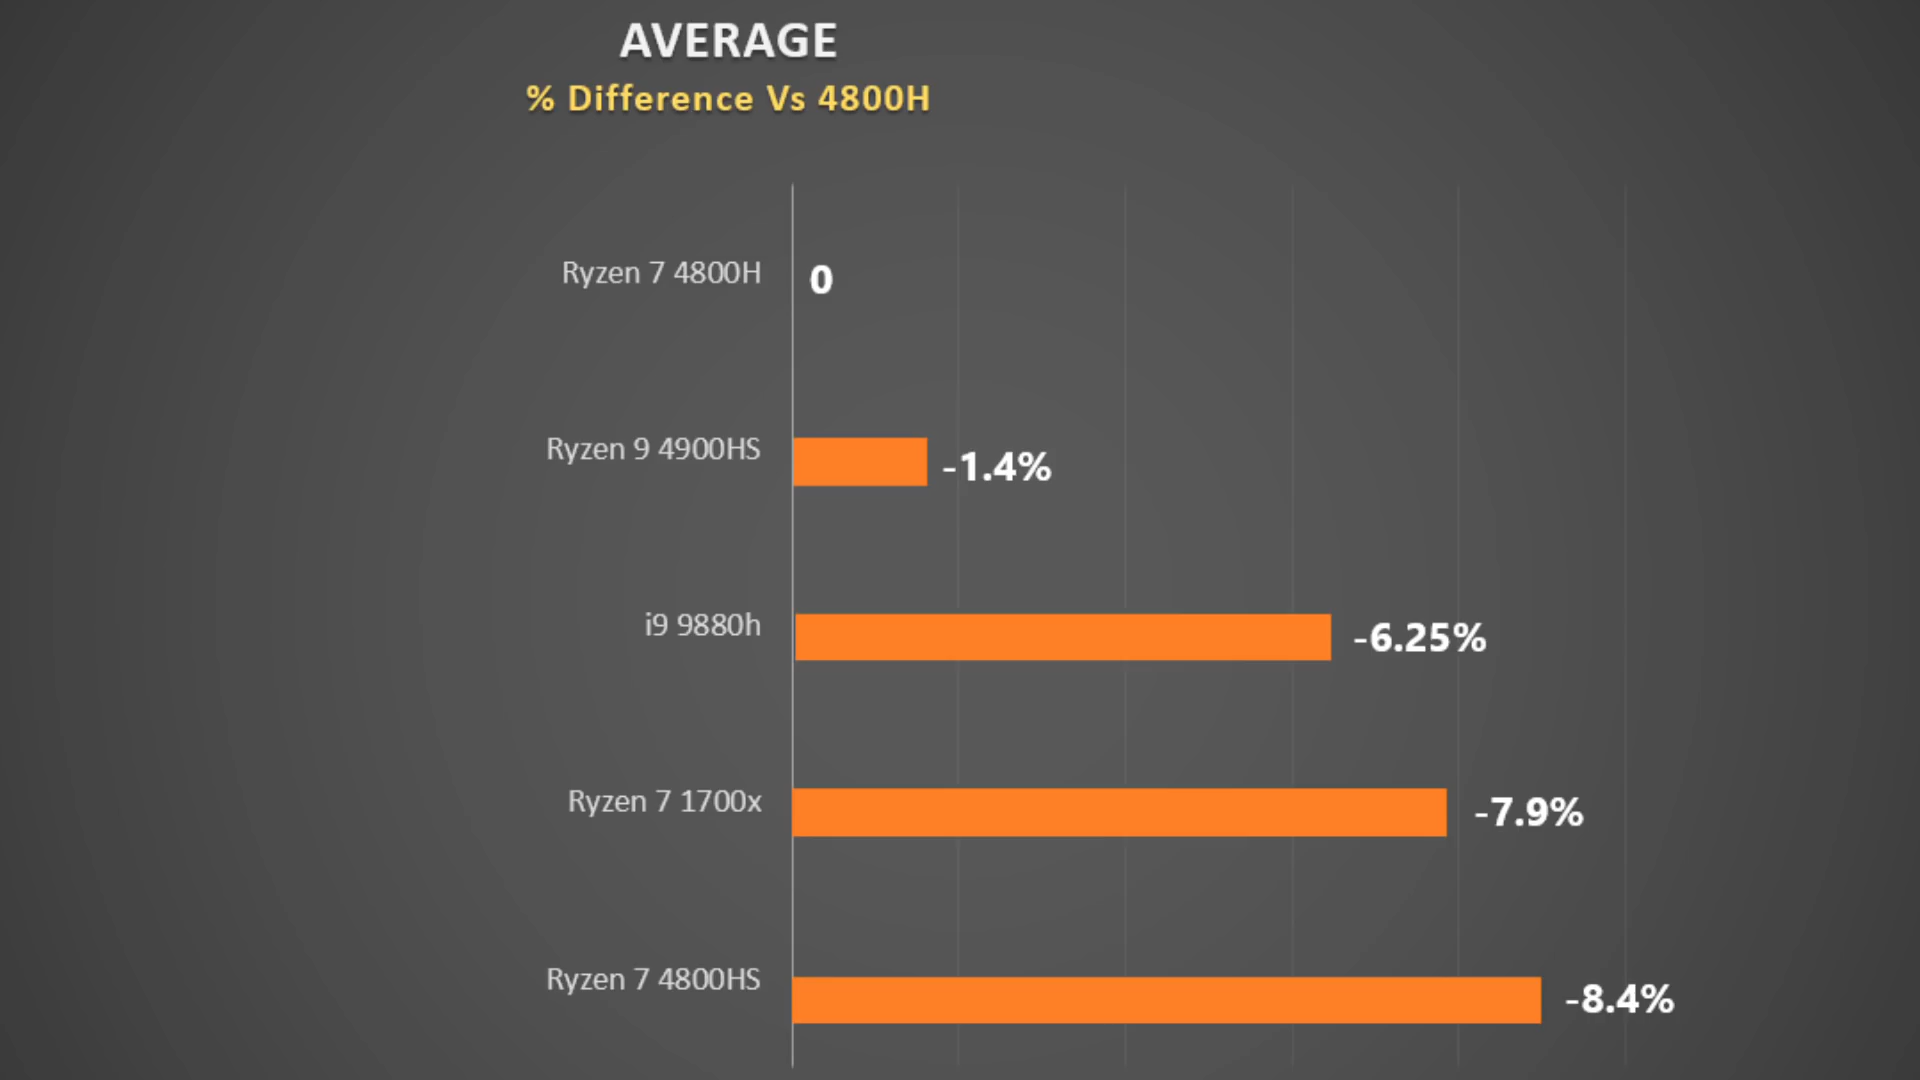 AVERAGE
% Difference Vs 4800H
Ryzen 7 4800H 0
Ryzen 9 4900HS -1.4%
i9 9880h -6.25%
Ryzen 7 1700x -7.9%
Ryzen 7 4800HS -8.4%